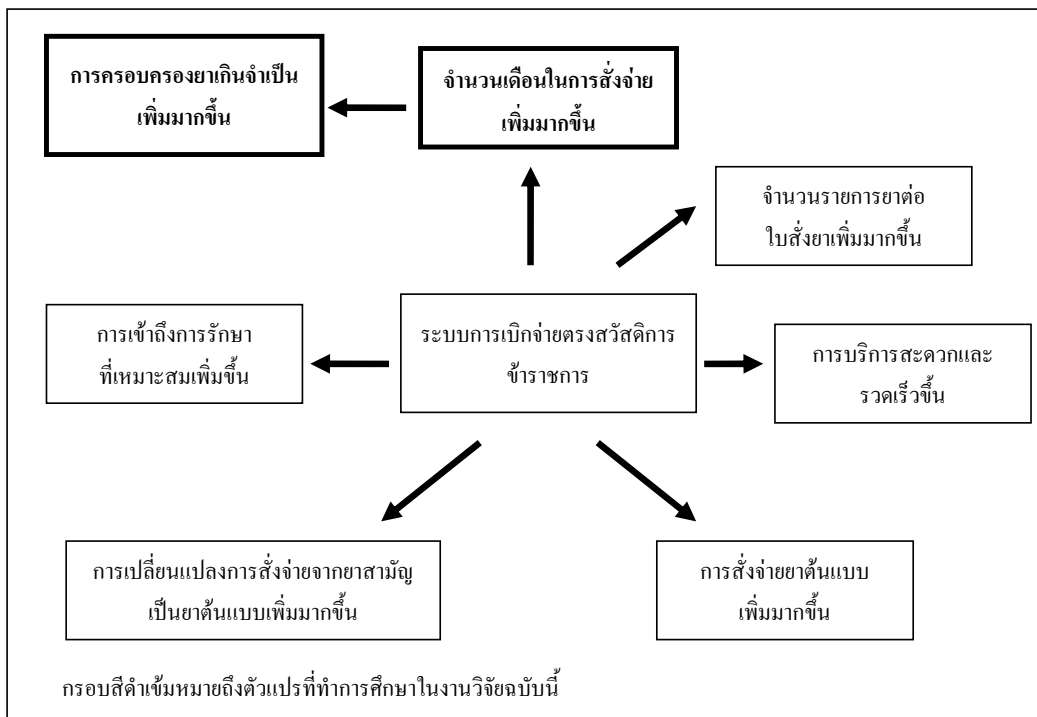 การครอบครองยาเกินจำเป็น
เพิ่มมากขึ้น
จำนวนเดือนในการสั่งจ่าย
เพิ่มมากขึ้น
จำนวนรายการยาต่อ
ใบสั่งยาเพิ่มมากขึ้น
การเข้าถึงการรักษา
ที่เหมาะสมเพิ่มขึ้น
ระบบการเบิกจ่ายตรงสวัสดิการ
ข้าราชการ
การบริการสะดวกและ
รวดเร็วขึ้น
การเปลี่ยนแปลงการสั่งจ่ายจากยาสามัญ
เป็นยาต้นแบบเพิ่มมากขึ้น
การสั่งจ่ายยาต้นแบบ
เพิ่มมากขึ้น
กรอบสีดำเข้มหมายถึงตัวแปรที่ทำการศึกษาในงานวิจัยฉบับนี้